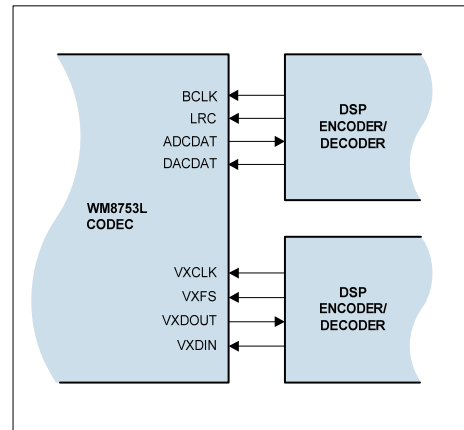 BCLK
LRC
ADCDAT
DACDAT
DSP
ENCODER/
DECODER
WM8753L
CODEC
VXCLK
VXFS
VXDOUT
VXDIN
DSP
ENCODER/
DECODER